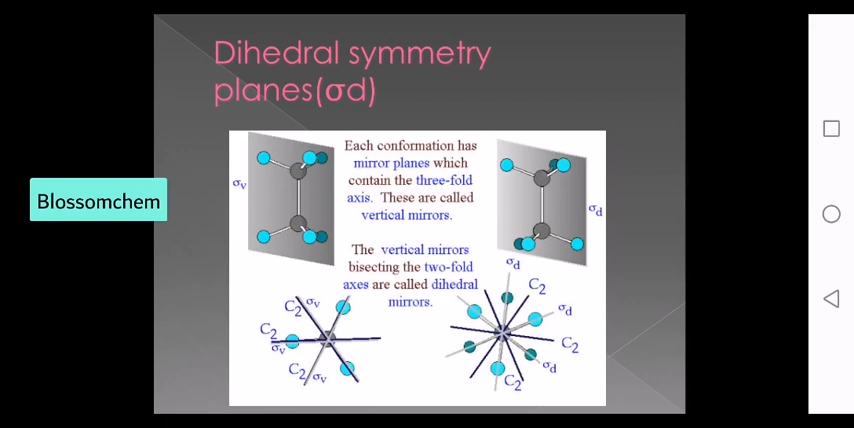 Dihedral symmetry
planes(σd)
Blossomchem
Each conformation has
mirror planes which
contain the three-fold
axis. These are called
vertical mirrors.
σv
σd
The vertical mirrors
bisecting the two-fold
axes are called dihedral
mirrors.
C2 σv
C2
σv
C2 σv
σd
C2
σd
C2
σd
C2